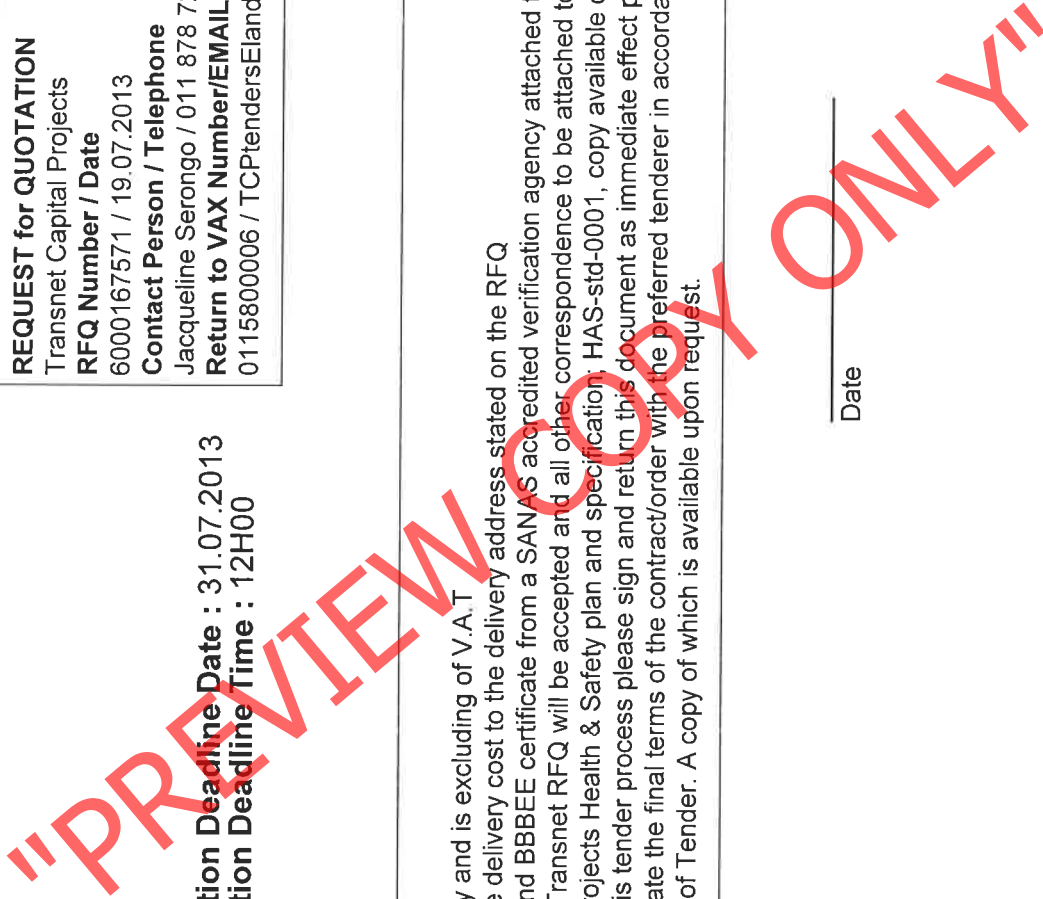 REQUEST for QUOTATION
Transnet Capital Projects
RFQ Number / Date
6000167571 / 19.07.2013
Contact Person / Telephone
Jacqueline Serongo / 011 878 7
Return to VAX Number/EMAIL
01158000006 / TCPtendersEland
tion Deadline Date : 31.07.2013
tion Deadline Time : 12H00
y and is excluding of V.A.T
e delivery cost to the delivery address stated on the RFQ
nd BBBEE certificate from a SANAS accredited verification agency attached
Transnet RFQ will be accepted and all other correspondence to be attached to
ojects Health & Safety plan and specification; HAS-std-0001, copy available
is tender process please sign and return this document as immediate effect
ate the final terms of the contract/order with the preferred tenderer in accorda
of Tender. A copy of which is available upon request.
Date
"PREVIEW COPY ONLY"